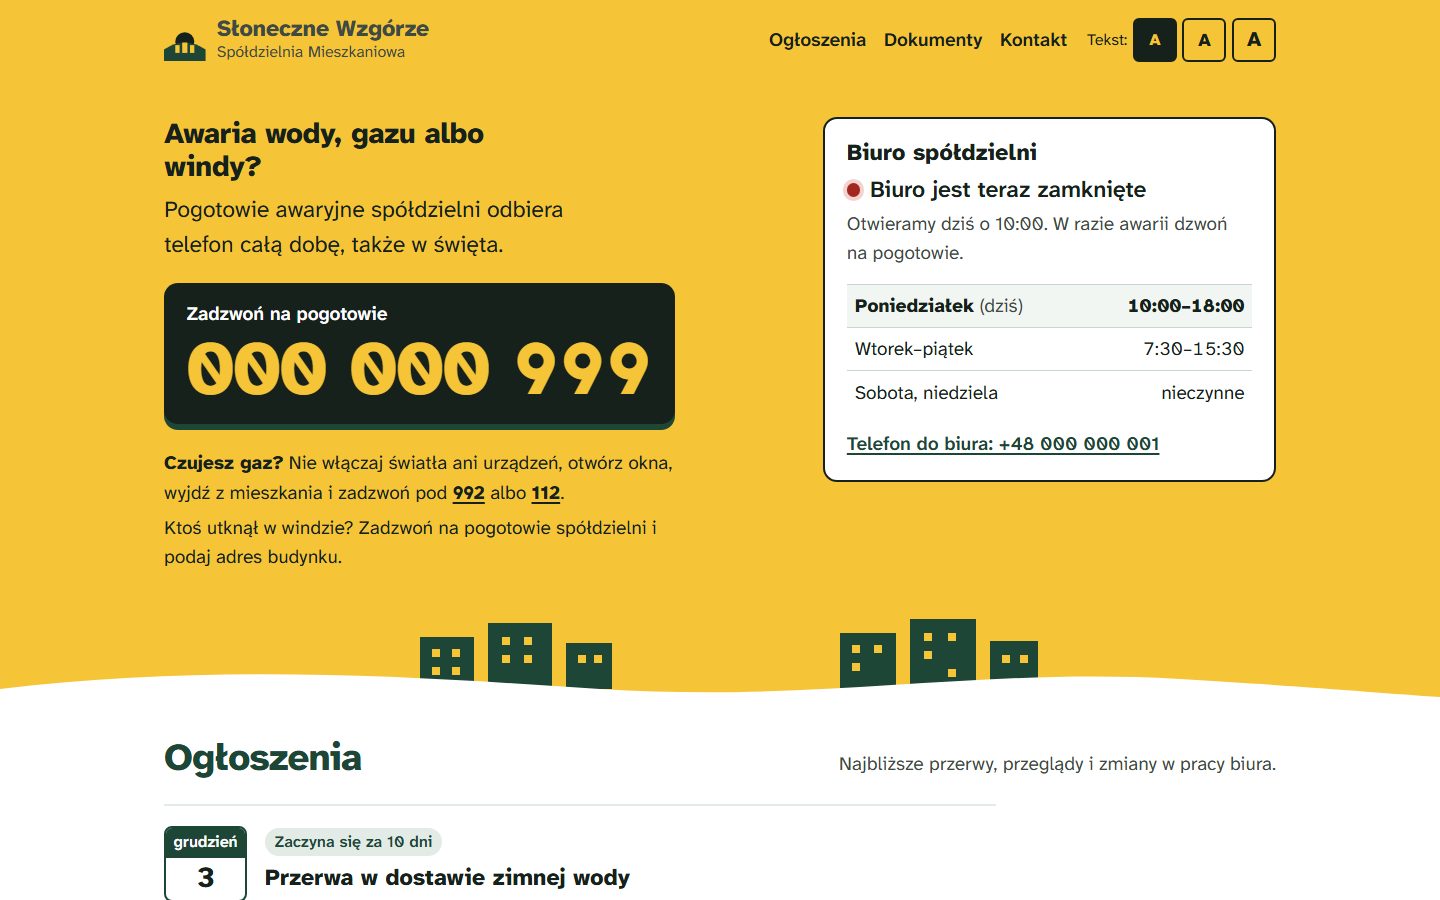 Słoneczne Wzgórze
Spółdzielnia Mieszkaniowa
Ogłoszenia Dokumenty Kontakt Tekst: A A A
Awaria wody, gazu albo
windy?
Pogotowie awaryjne spółdzielni odbiera
telefon całą dobę, także w święta.
Zadzwoń na pogotowie
000 000 999
Czujesz gaz? Nie włączaj światła ani urządzeń, otwórz okna,
wyjdź z mieszkania i zadzwoń pod 992 albo 112.
Ktoś utknął w windzie? Zadzwoń na pogotowie spółdzielni i
podaj adres budynku.
Biuro spółdzielni
Biuro jest teraz zamknięte
Otwieramy dziś o 10:00. W razie awarii dzwoń
na pogotowie.
Poniedziałek (dziś) 10:00–18:00
Wtorek–piątek 7:30–15:30
Sobota, niedziela nieczynne
Telefon do biura: +48 000 000 001
Ogłoszenia
Najbliższe przerwy, przeglądy i zmiany w pracy biura.
grudzień
3
Zaczyna się za 10 dni
Przerwa w dostawie zimnej wody